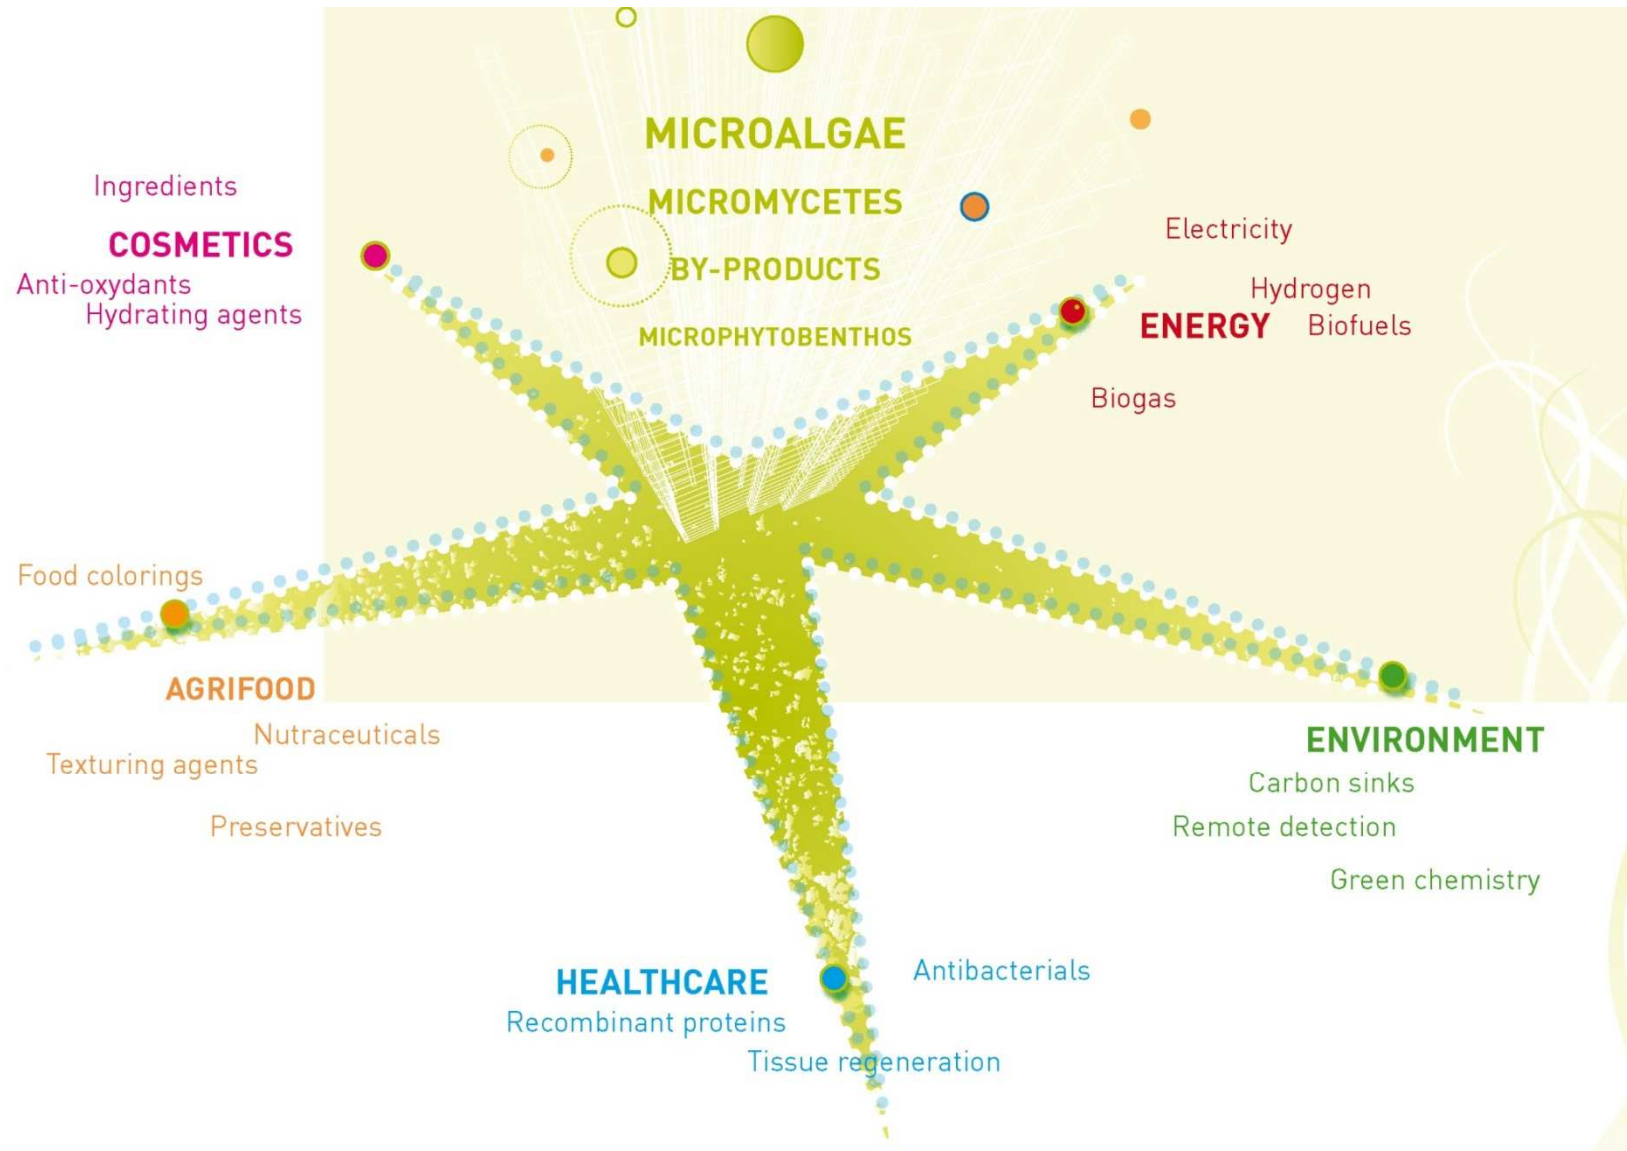 MICROALGAE
MICROMYCETES
BY-PRODUCTS
MICROPHYTOBENTHOS
Ingredients
COSMETICS
Anti-oxydants
Hydrating agents
Electricity
Hydrogen
ENERGY
Biofuels
Biogas
Food colorings
AGRIFOOD
Nutraceuticals
Texturing agents
Preservatives
ENVIRONMENT
Carbon sinks
Remote detection
Green chemistry
HEALTHCARE
Antibacterials
Recombinant proteins
Tissue regeneration